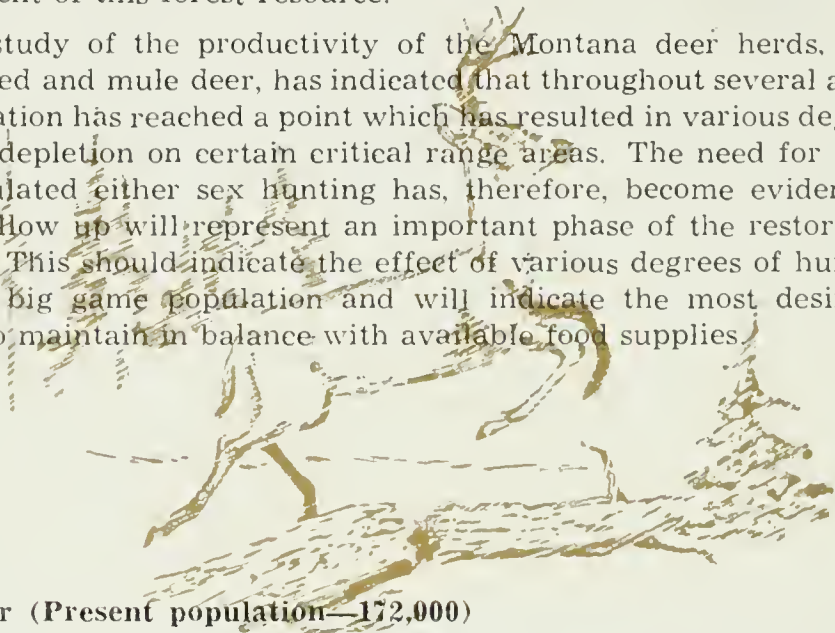 ent of this forest resource.
study of the productivity of the Montana deer herds,
ed and mule deer, has indicated that throughout several a
ation has reached a point which has resulted in various de
depletion on certain critical range areas. The need for
ulated either sex hunting has, therefore, become eviden
llow up will represent an important phase of the restor
This should indicate the effect of various degrees of hu
big game population and will indicate the most desi
o maintain in balance with available food supplies.
r (Present population—172,000)